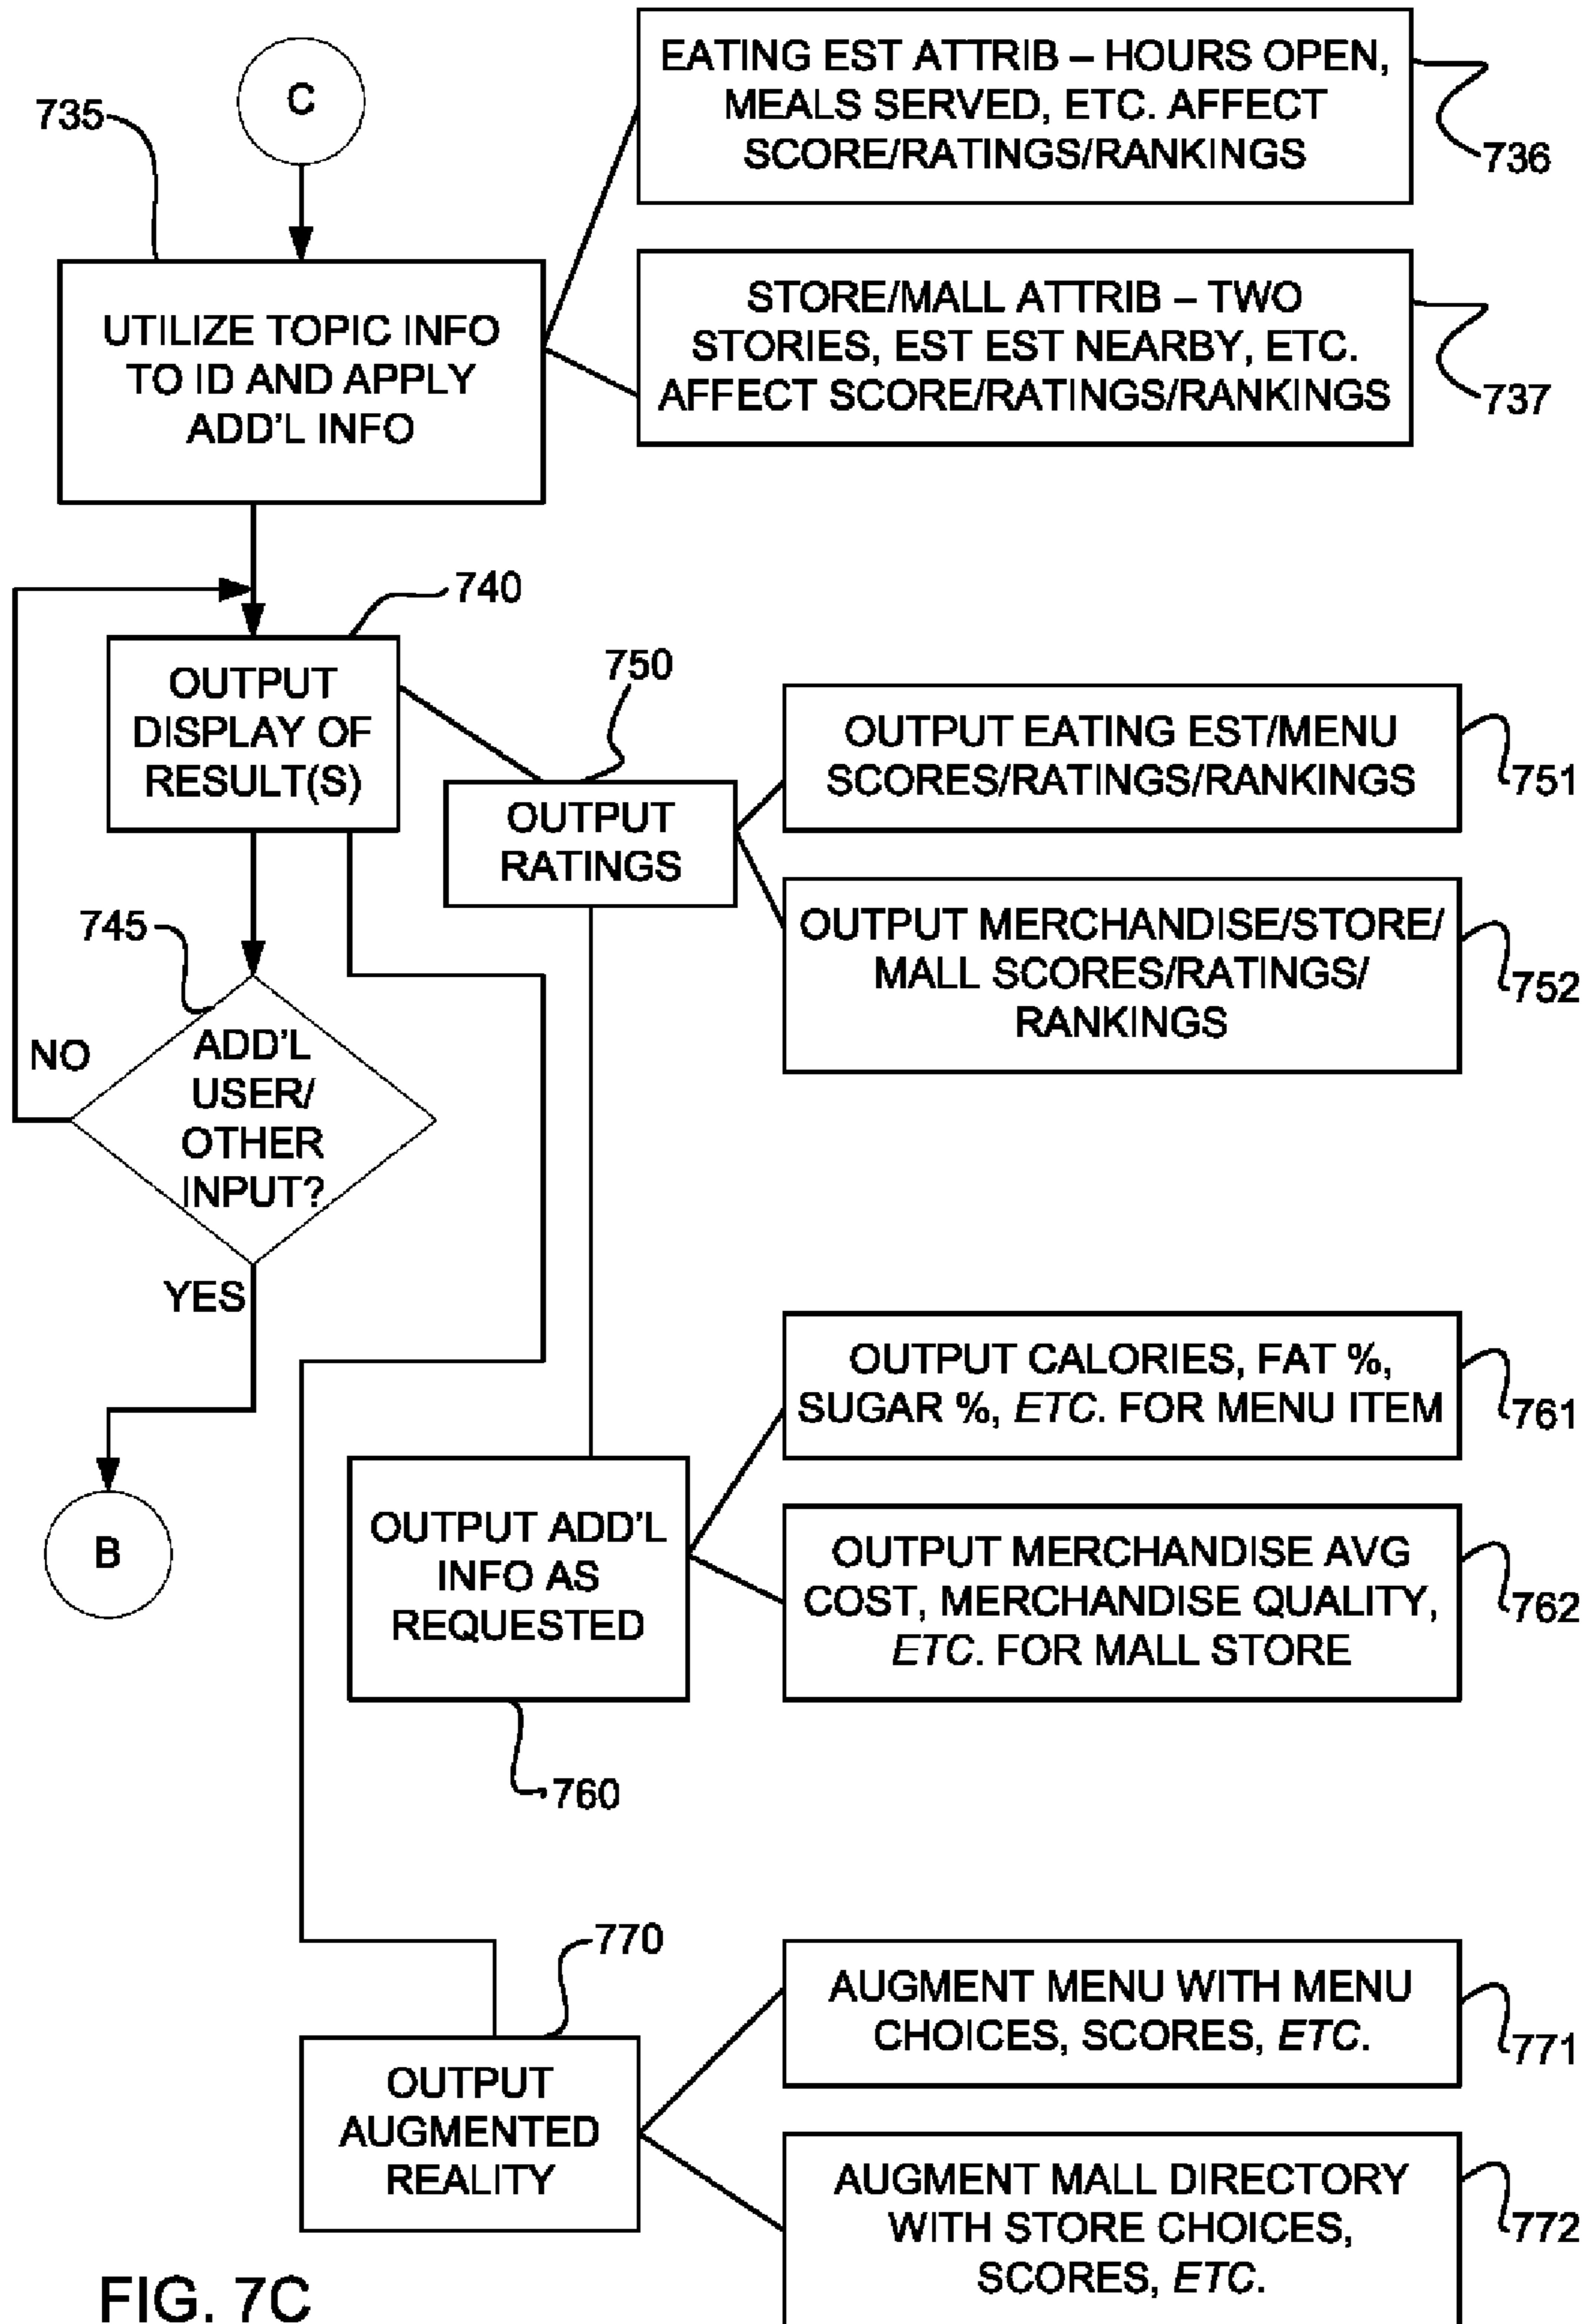 C
735
EATING EST ATTRIB – HOURS OPEN,
MEALS SERVED, ETC. AFFECT
SCORE/RATINGS/RANKINGS
736
UTILIZE TOPIC INFO
TO ID AND APPLY
ADD'L INFO
STORE/MALL ATTRIB – TWO
STORIES, EST EST NEARBY, ETC.
AFFECT SCORE/RATINGS/RANKINGS
737
740
OUTPUT
DISPLAY OF
RESULT(S)
750
OUTPUT
RATINGS
OUTPUT EATING EST/MENU
SCORES/RATINGS/RANKINGS
751
OUTPUT MERCHANDISE/STORE/
MALL SCORES/RATINGS/
RANKINGS
752
745
NO
ADD'L
USER/
OTHER
INPUT?
YES
B
OUTPUT ADD'L
INFO AS
REQUESTED
760
OUTPUT CALORIES, FAT %,
SUGAR %, ETC. FOR MENU ITEM
761
OUTPUT MERCHANDISE AVG
COST, MERCHANDISE QUALITY,
ETC. FOR MALL STORE
762
770
OUTPUT
AUGMENTED
REALITY
AUGMENT MENU WITH MENU
CHOICES, SCORES, ETC.
771
AUGMENT MALL DIRECTORY
WITH STORE CHOICES,
SCORES, ETC.
772
FIG. 7C